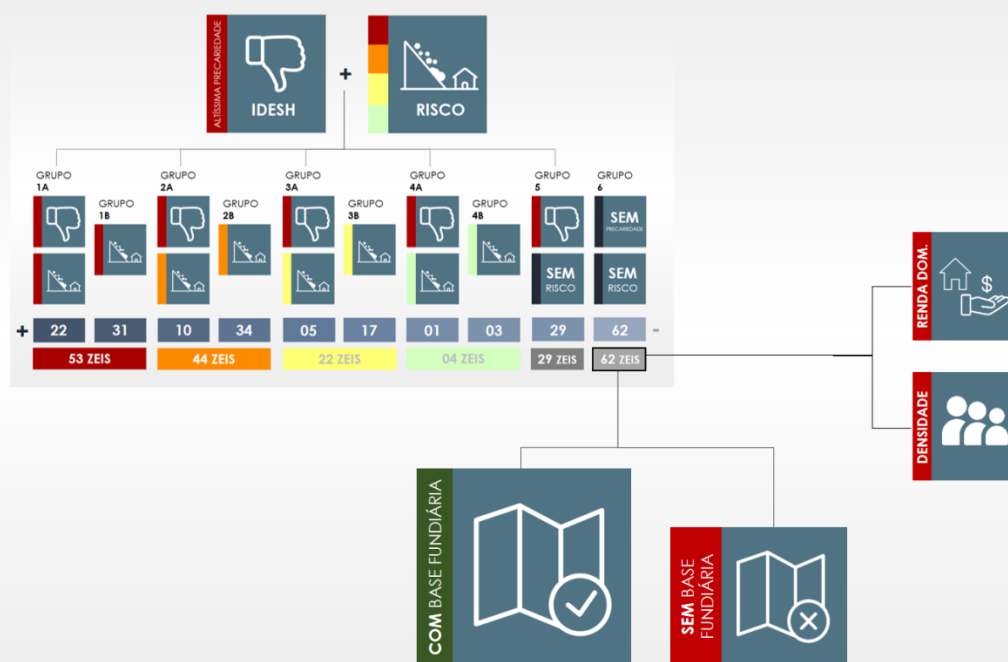 ALTÍSSIMA PRECARIEDADE
IDESH
+
RISCO
GRUPO
1A
GRUPO
1B
GRUPO
2A
GRUPO
2B
GRUPO
3A
GRUPO
3B
GRUPO
4A
GRUPO
4B
GRUPO
5
GRUPO
6
SEM
PRECARIEDADE
SEM
RISCO
SEM
RISCO
+ 22 31 10 34 05 17 01 03 29 62 -
53 ZEIS 44 ZEIS 22 ZEIS 04 ZEIS 29 ZEIS 62 ZEIS
RENDA DOM.
$
DENSIDADE
COM BASE FUNDIÁRIA
SEM BASE
FUNDIÁRIA